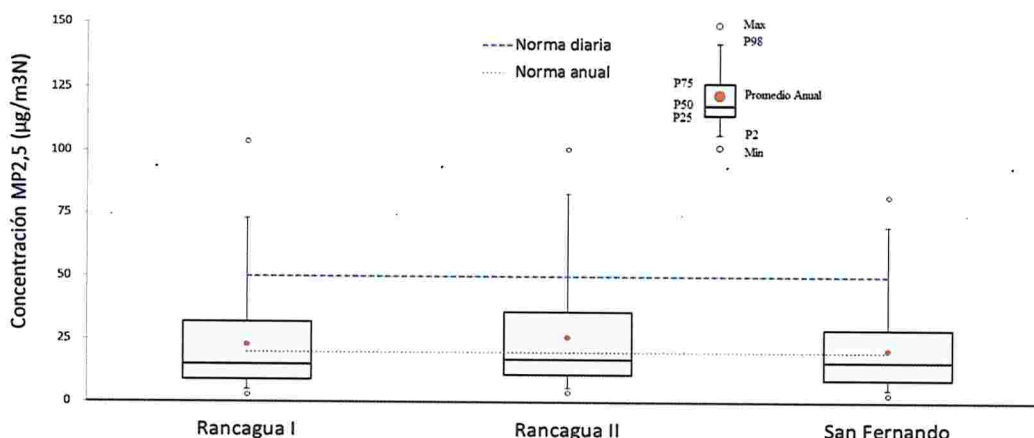 Concentración MP2,5 (µg/m3N)
150
125
100
75
50
25
0
Norma diaria
Norma anual
Max
P98
P75
Promedio Anual
P50
P25
P2
Min
Rancagua I
Rancagua II
San Fernando